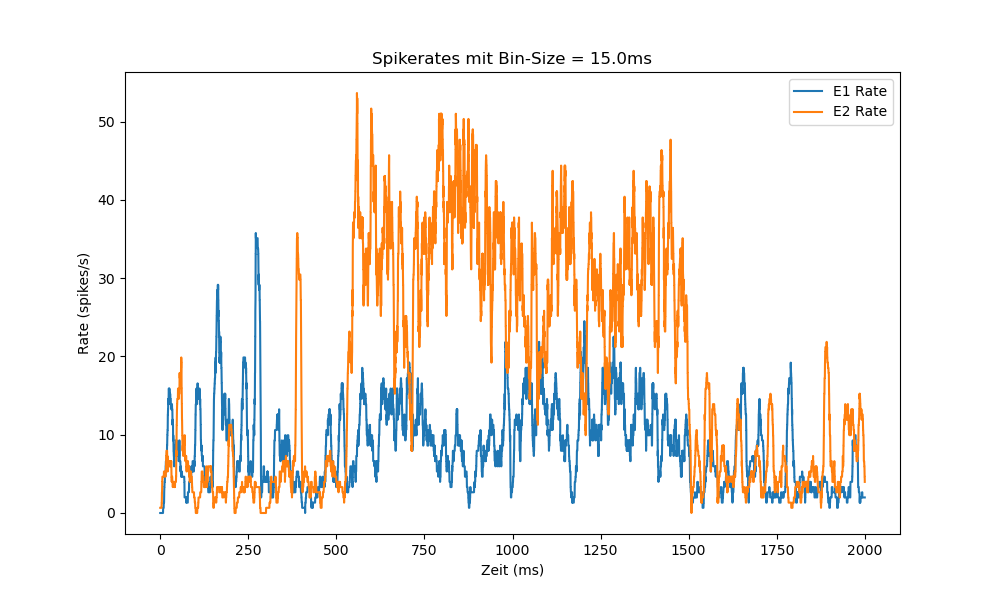 Spikerates mit Bin-Size = 15.0ms
E1 Rate
E2 Rate
Rate (spikes/s)
50
40
30
20
10
0
0 250 500 750 1000 1250 1500 1750 2000
Zeit (ms)